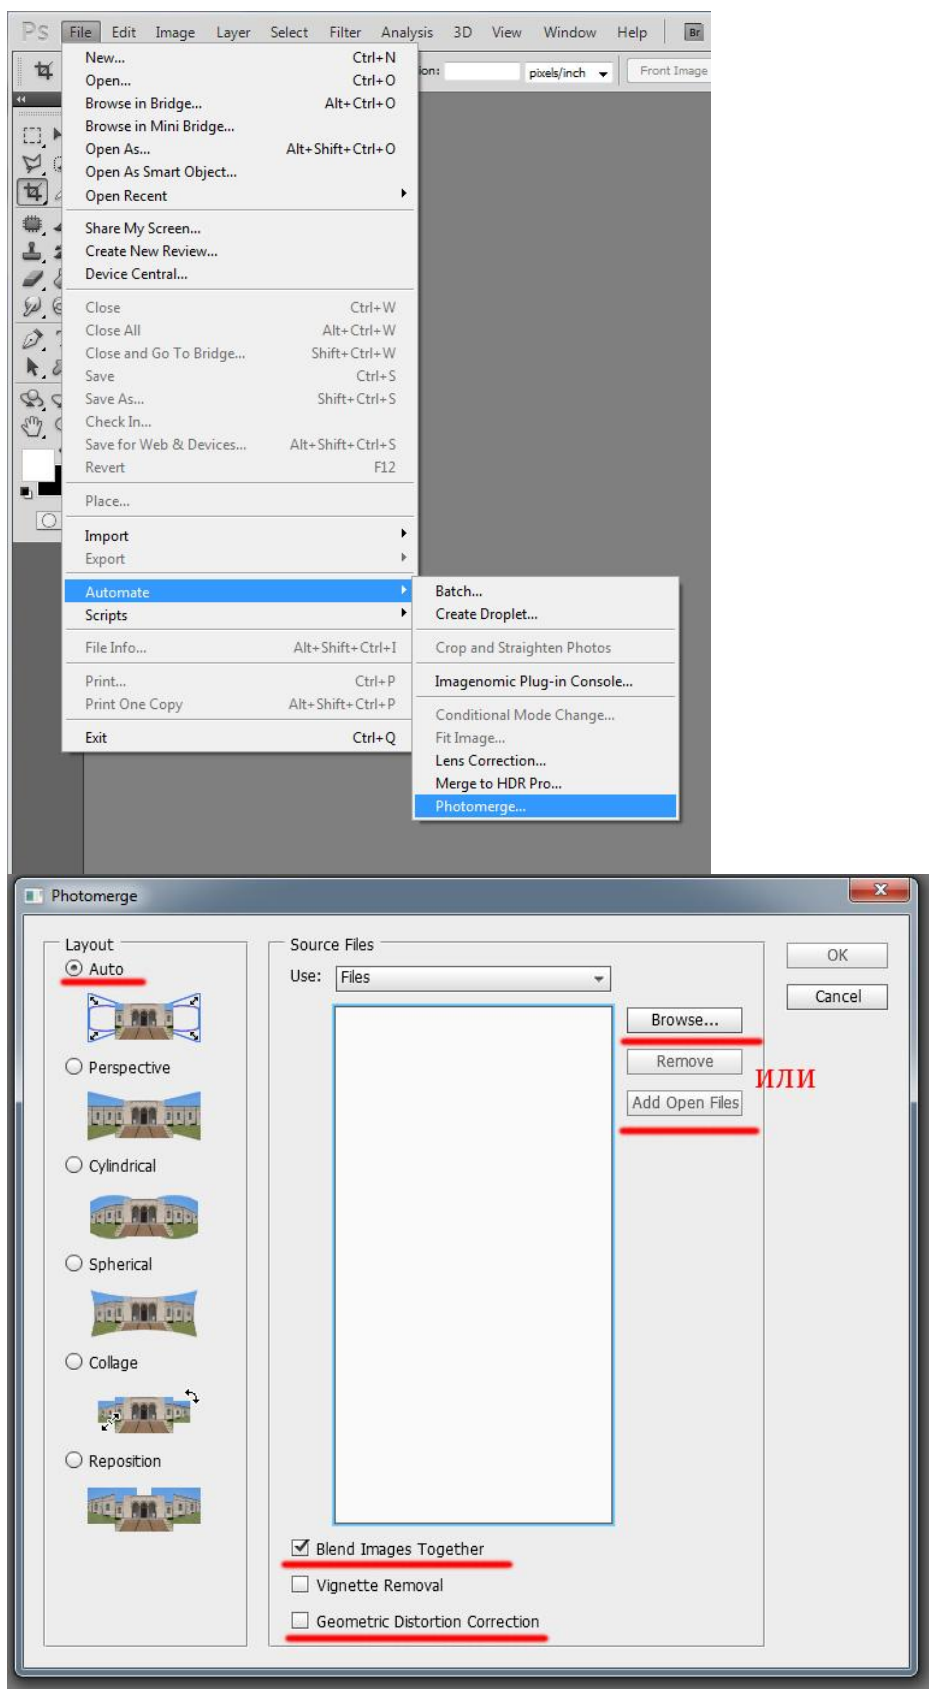 Ps File Edit Image Layer Select Filter Analysis 3D View Window Help Br
ion: pixels/inch Front Image
New... Ctrl+N
Open... Ctrl+O
Browse in Bridge... Alt+Ctrl+O
Browse in Mini Bridge...
Open As... Alt+Shift+Ctrl+O
Open As Smart Object...
Open Recent
Share My Screen...
Create New Review...
Device Central...
Close Ctrl+W
Close All Alt+Ctrl+W
Close and Go To Bridge... Shift+Ctrl+W
Save Ctrl+S
Save As... Shift+Ctrl+S
Check In...
Save for Web & Devices... Alt+Shift+Ctrl+S
Revert F12
Place...
Import
Export
Automate
Scripts
File Info... Alt+Shift+Ctrl+I
Print... Ctrl+P
Print One Copy Alt+Shift+Ctrl+P
Exit Ctrl+Q
Batch...
Create Droplet...
Crop and Straighten Photos
Imagenomic Plug-in Console...
Conditional Mode Change...
Fit Image...
Lens Correction...
Merge to HDR Pro...
Photomerge...
Photomerge
Layout
Auto
Perspective
Cylindrical
Spherical
Collage
Reposition
Source Files
Use: Files
Browse...
Remove
или
Add Open Files
Blend Images Together
Vignette Removal
Geometric Distortion Correction
OK
Cancel